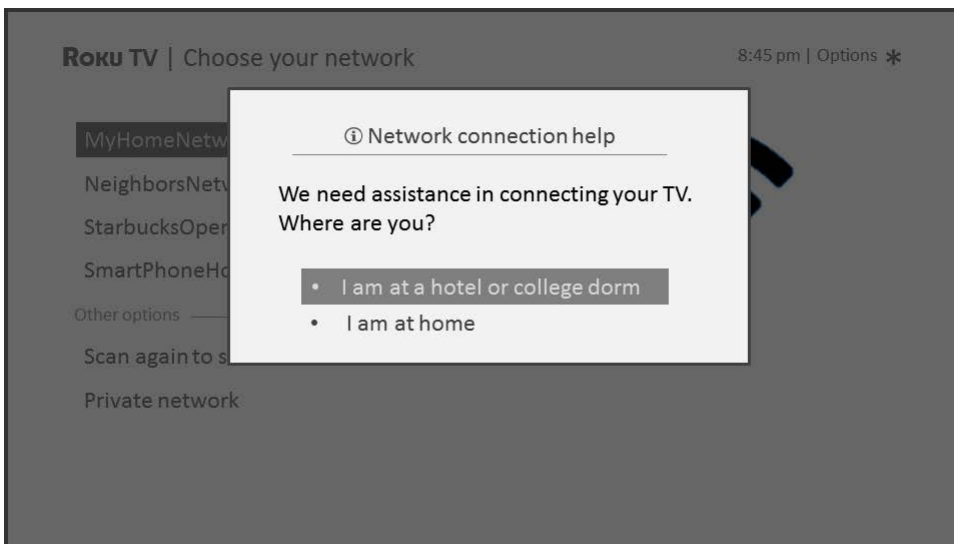 Roku TV | Choose your network
8:45 pm | Options
Network connection help
We need assistance in connecting your TV.
Where are you?
• I am at a hotel or college dorm
• I am at home
MyHomeNetw
NeighborsNetv
StarbucksOper
SmartPhoneHo
Other options
Scan again to s
Private network